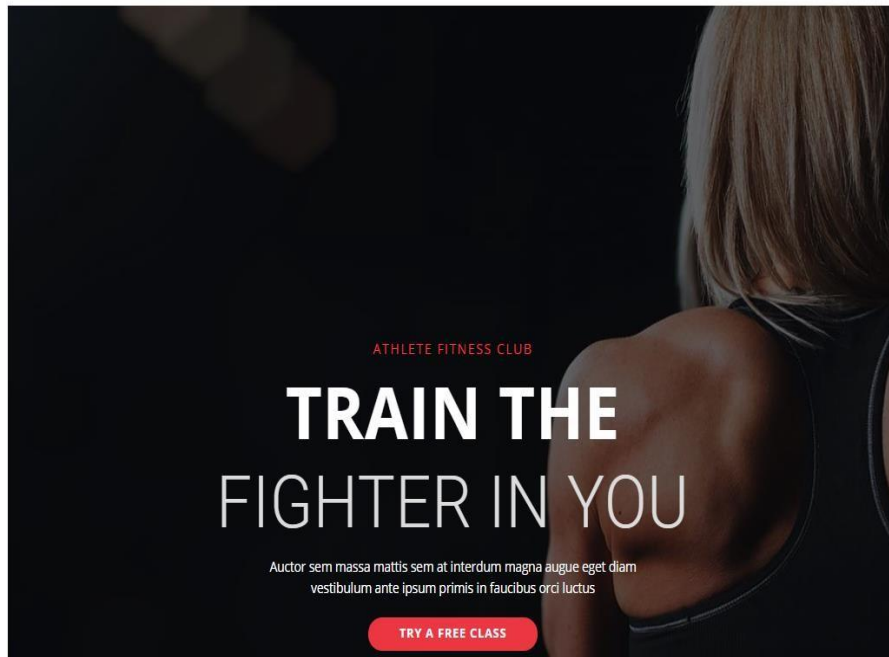 ATHLETE FITNESS CLUB
TRAIN THE
FIGHTER IN YOU
Auctor sem massa mattis sem at interdum magna augue eget diam
vestibulum ante ipsum primis in faucibus orci luctus
TRY A FREE CLASS